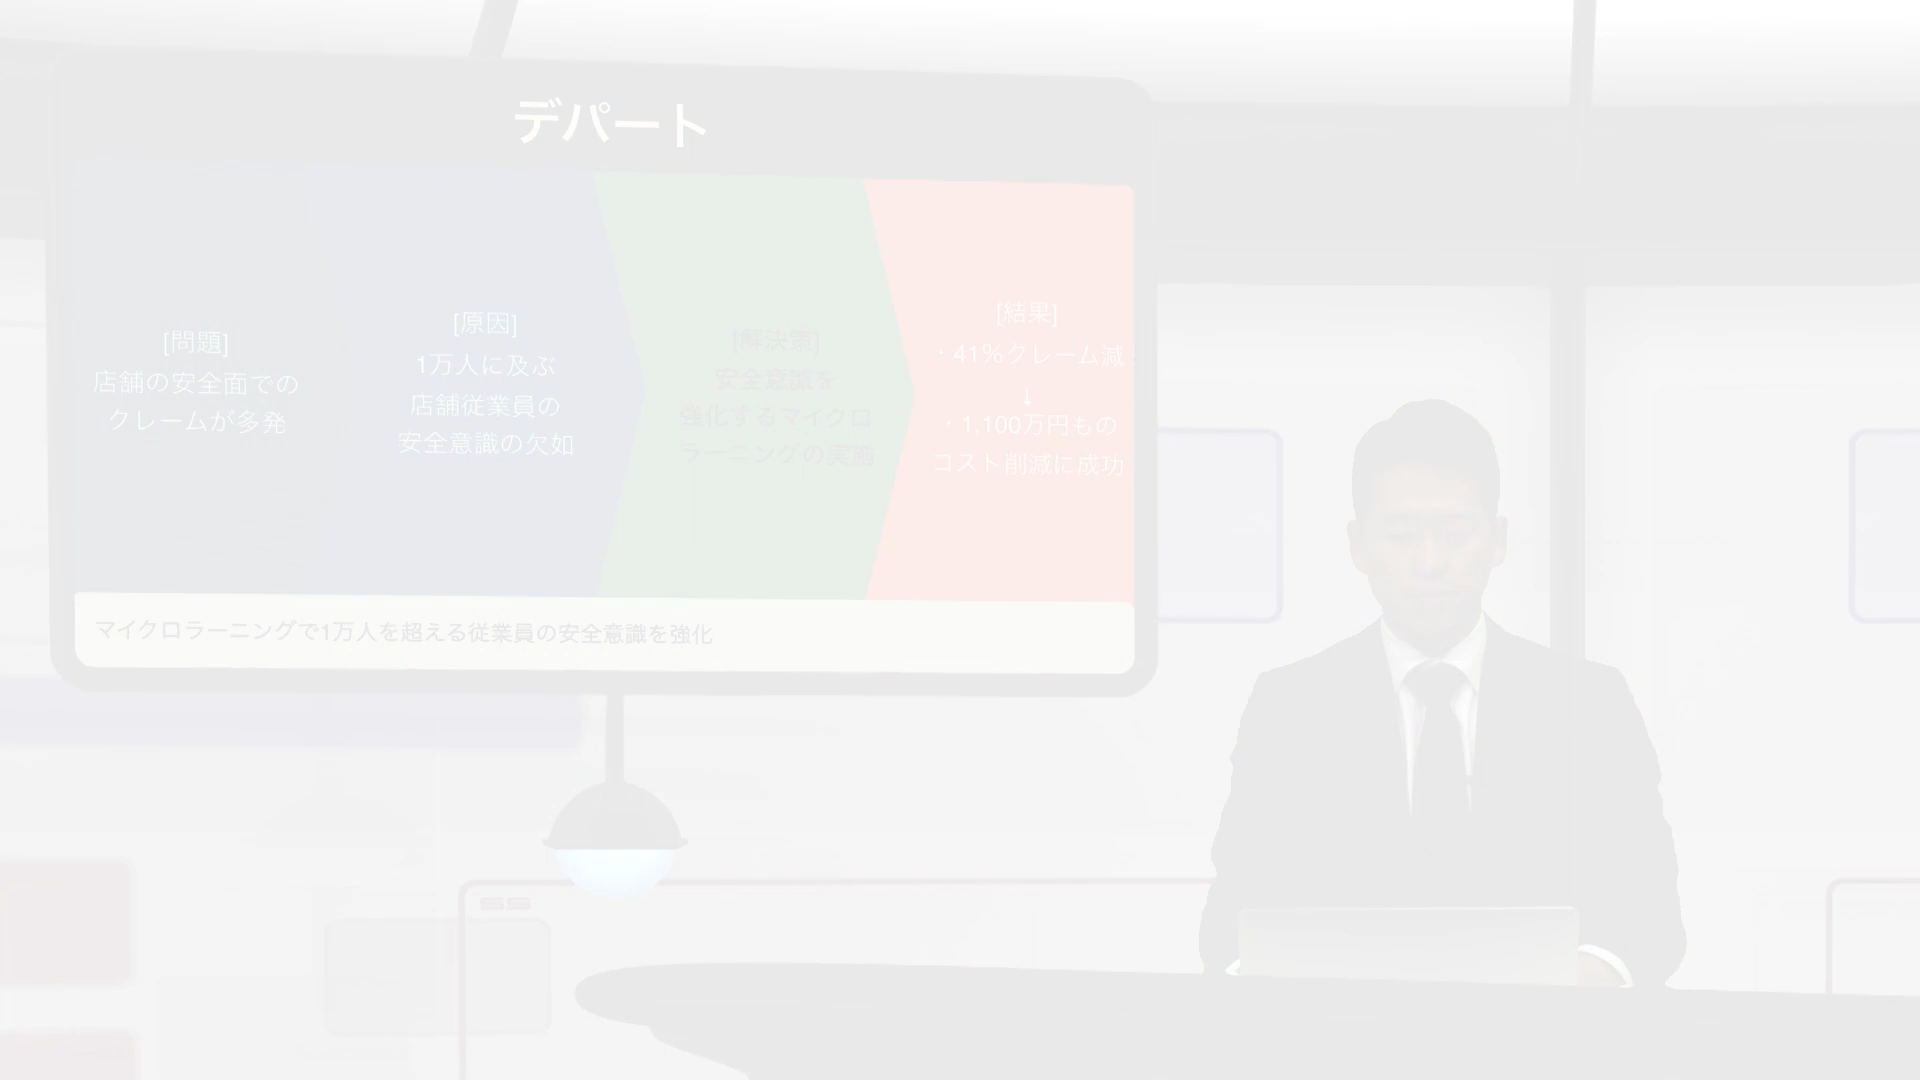 デパート
[問題]
店舗の安全面での
クレームが多発
[原因]
1万人に及ぶ
店舗従業員の
安全意識の欠如
[解決策]
安全意識を
強化するマイクロ
ラーニングの実施
[結果]
・41%クレーム減
↓
・1,100万円もの
コスト削減に成功
マイクロラーニングで1万人を超える従業員の安全意識を強化